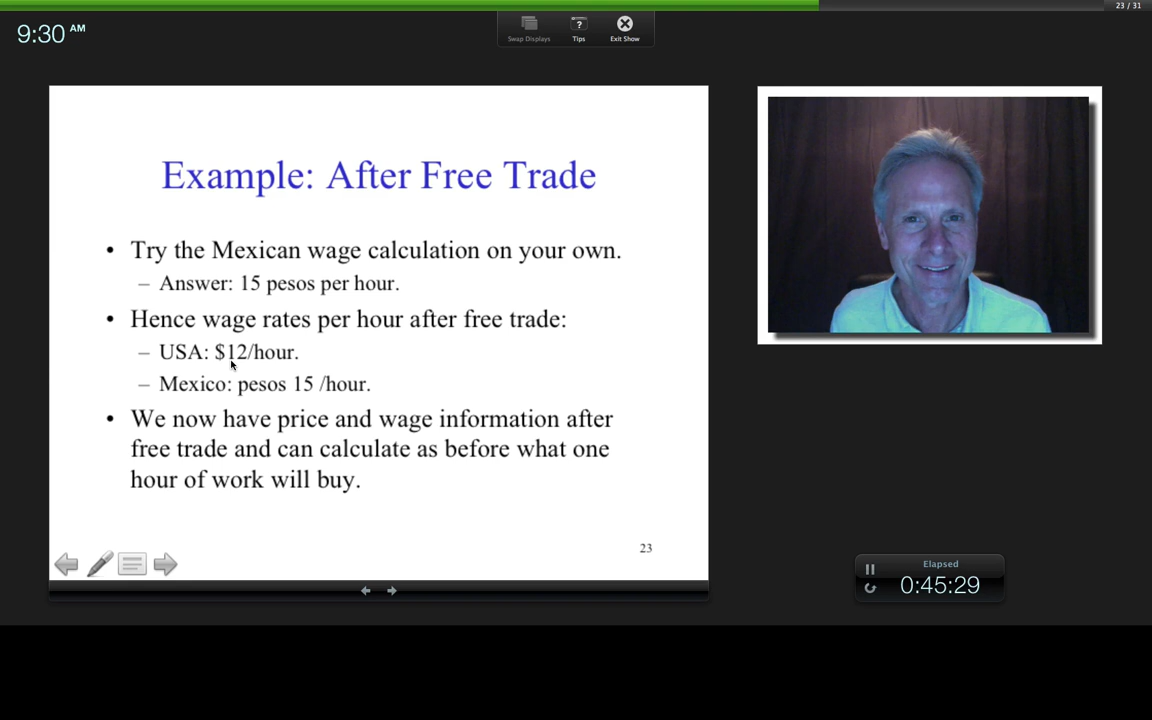 23 / 31
9:30 AM
Swap Displays
Tips
Exit Show
Example: After Free Trade
• Try the Mexican wage calculation on your own.
– Answer: 15 pesos per hour.
• Hence wage rates per hour after free trade:
– USA: $12/hour.
– Mexico: pesos 15 /hour.
• We now have price and wage information after
free trade and can calculate as before what one
hour of work will buy.
23
Elapsed
0:45:29